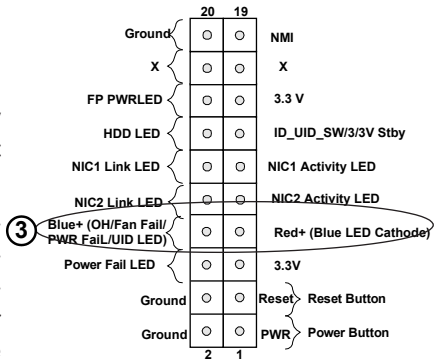 20 19
Ground NMI
X X
FP PWRLED 3.3 V
HDD LED ID_UID_SW/3/3V Stby
NIC1 Link LED NIC1 Activity LED
NIC2 Link LED NIC2 Activity LED
3 Blue+ (OH/Fan Fail/
PWR FaiL/UID LED) Red+ (Blue LED Cathode)
Power Fail LED 3.3V
Ground Reset Reset Button
Ground PWR Power Button
2 1